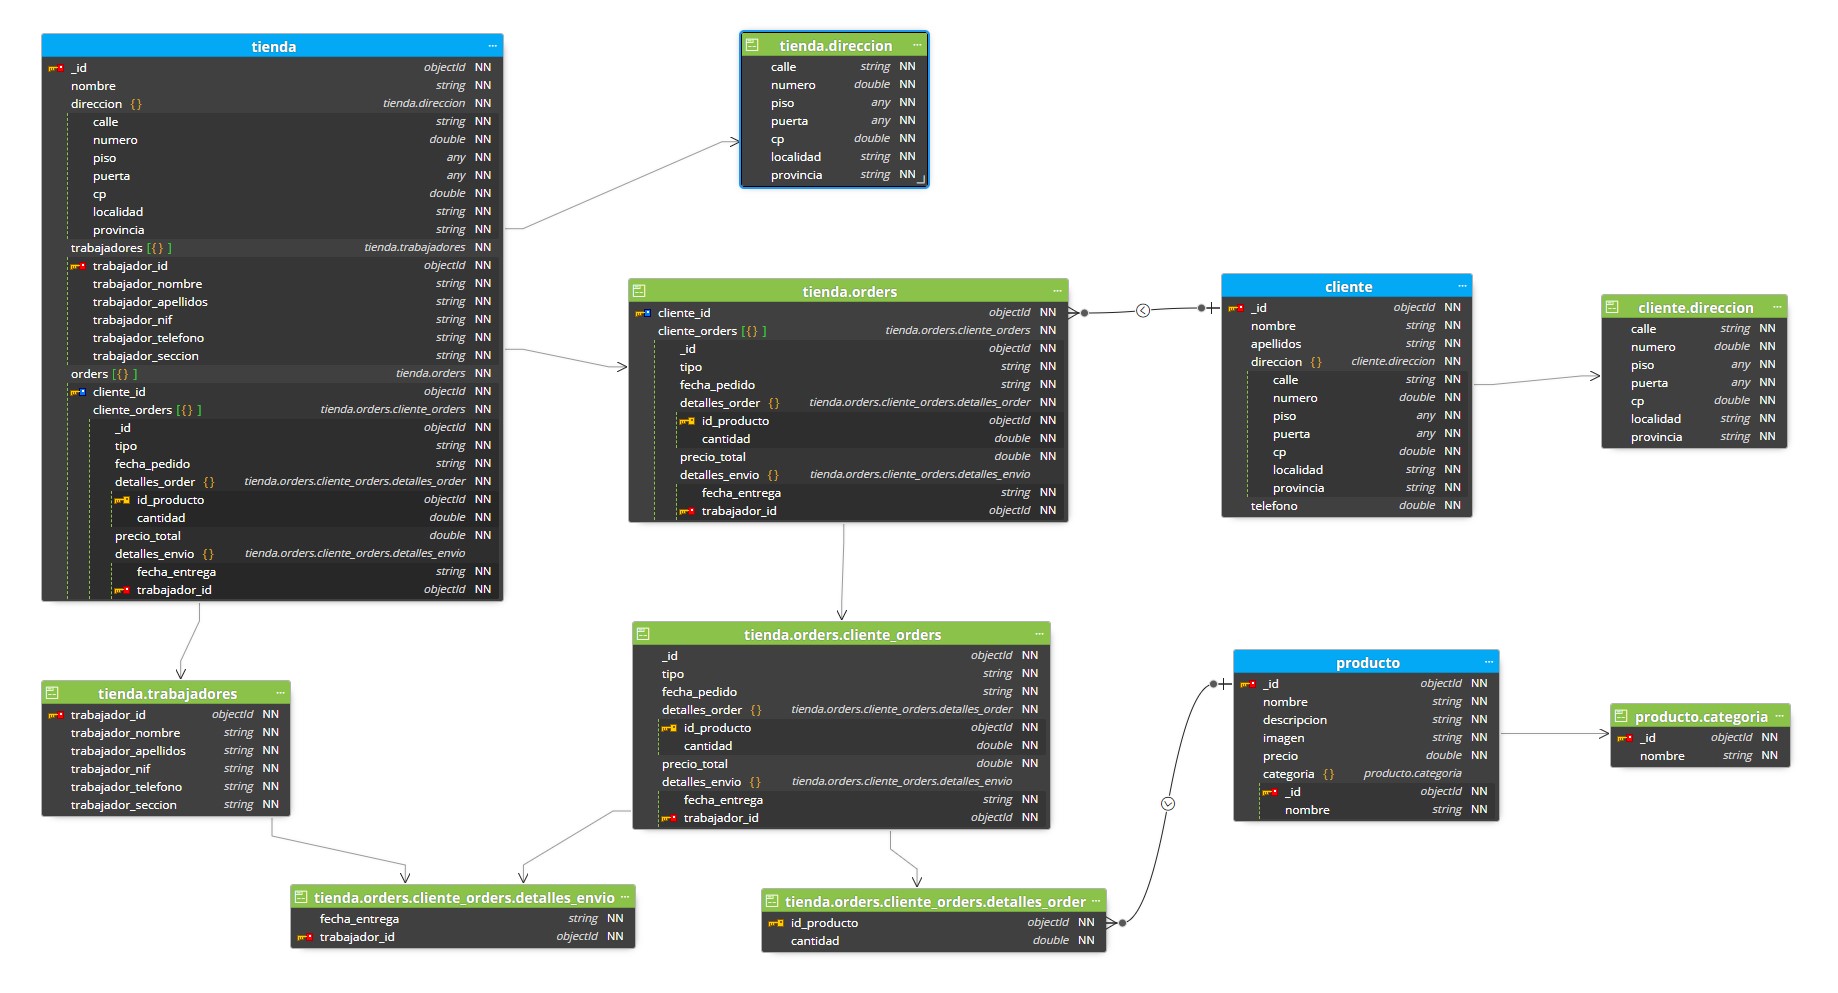 tienda ...
_id objectId NN
nombre string NN
direccion {} tienda.direccion NN
calle string NN
numero double NN
piso any NN
puerta any NN
cp double NN
localidad string NN
provincia string NN
trabajadores [{} ] tienda.trabajadores NN
trabajador_id objectId NN
trabajador_nombre string NN
trabajador_apellidos string NN
trabajador_nif string NN
trabajador_telefono string NN
trabajador_seccion string NN
orders [{} ] tienda.orders NN
cliente_id objectId NN
cliente_orders [{} ] tienda.orders.cliente_orders NN
_id objectId NN
tipo string NN
fecha_pedido string NN
detalles_order {} tienda.orders.cliente_orders.detalles_order NN
id_producto objectId NN
cantidad double NN
precio_total double NN
detalles_envio {} tienda.orders.cliente_orders.detalles_envio
fecha_entrega string NN
trabajador_id objectId NN
tienda.direccion ...
calle string NN
numero double NN
piso any NN
puerta any NN
cp double NN
localidad string NN
provincia string NN
tienda.orders ...
cliente_id objectId NN
cliente_orders [{} ] tienda.orders.cliente_orders NN
_id objectId NN
tipo string NN
fecha_pedido string NN
detalles_order {} tienda.orders.cliente_orders.detalles_order NN
id_producto objectId NN
cantidad double NN
precio_total double NN
detalles_envio {} tienda.orders.cliente_orders.detalles_envio
fecha_entrega string NN
trabajador_id objectId NN
cliente ...
_id objectId NN
nombre string NN
apellidos string NN
direccion {} cliente.direccion NN
calle string NN
numero double NN
piso any NN
puerta any NN
cp double NN
localidad string NN
provincia string NN
telefono double NN
cliente.direccion ...
calle string NN
numero double NN
piso any NN
puerta any NN
cp double NN
localidad string NN
provincia string NN
tienda.trabajadores ...
trabajador_id objectId NN
trabajador_nombre string NN
trabajador_apellidos string NN
trabajador_nif string NN
trabajador_telefono string NN
trabajador_seccion string NN
tienda.orders.cliente_orders ...
_id objectId NN
tipo string NN
fecha_pedido string NN
detalles_order {} tienda.orders.cliente_orders.detalles_order NN
id_producto objectId NN
cantidad double NN
precio_total double NN
detalles_envio {} tienda.orders.cliente_orders.detalles_envio
fecha_entrega string NN
trabajador_id objectId NN
producto ...
_id objectId NN
nombre string NN
descripcion string NN
imagen string NN
precio double NN
categoria {} producto.categoria
_id objectId NN
nombre string NN
producto.categoria ...
_id objectId NN
nombre string NN
tienda.orders.cliente_orders.detalles_envio ...
fecha_entrega string NN
trabajador_id objectId NN
tienda.orders.cliente_orders.detalles_order ...
id_producto objectId NN
cantidad double NN